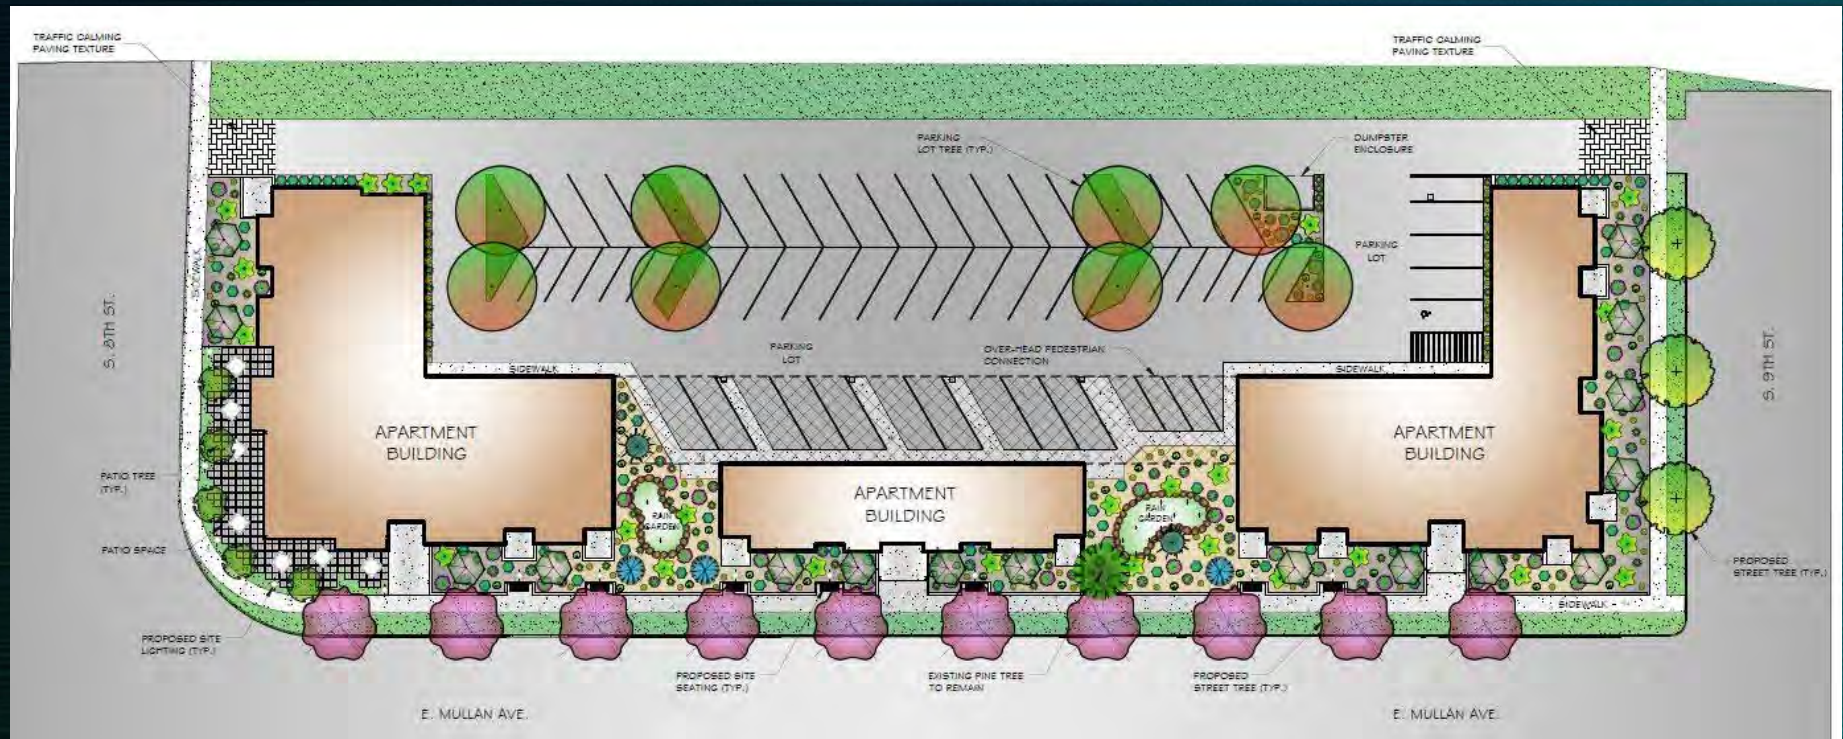 TRAFFIC CALMING
PAVING TEXTURE
TRAFFIC CALMING
PAVING TEXTURE
PARKING
LOT TREE (TYP.)
DUMPSTER
ENCLOSURE
SIDEWALK
PARKING
LOT
S. 8TH ST.
S. 9TH ST.
PARKING
LOT
OVER-HEAD PEDESTRIAN
CONNECTION
SIDEWALK
SIDEWALK
APARTMENT
BUILDING
APARTMENT
BUILDING
APARTMENT
BUILDING
PATIO TREE
(TYP.)
RAIN
GARDEN
RAIN
GARDEN
PATIO SPACE
PROPOSED
STREET TREE (TYP.)
SIDEWALK
PROPOSED SITE
LIGHTING (TYP.)
PROPOSED SITE
SEATING (TYP.)
EXISTING PINE TREE
TO REMAIN
PROPOSED
STREET TREE (TYP.)
E. MULLAN AVE.
E. MULLAN AVE.